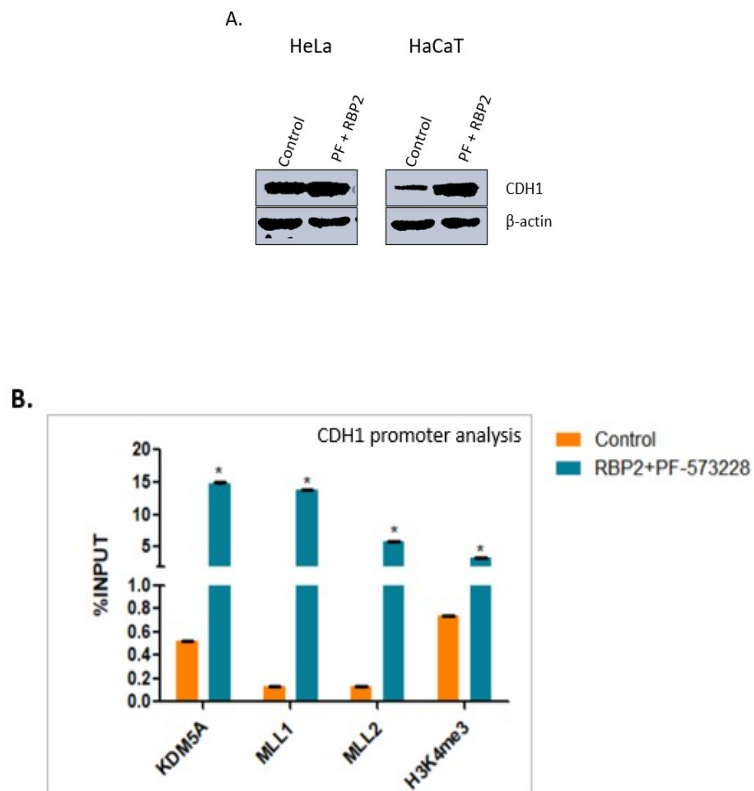 A.
HeLa HaCaT
Control PF + RBP2 Control PF + RBP2
CDH1
β-actin
B.
CDH1 promoter analysis
Control
RBP2+PF-573228
%INPUT
20
15
10
5
1.0
0.8
0.6
0.4
0.2
0.0
* * * *
KDM5A MLL1 MLL2 H3K4me3